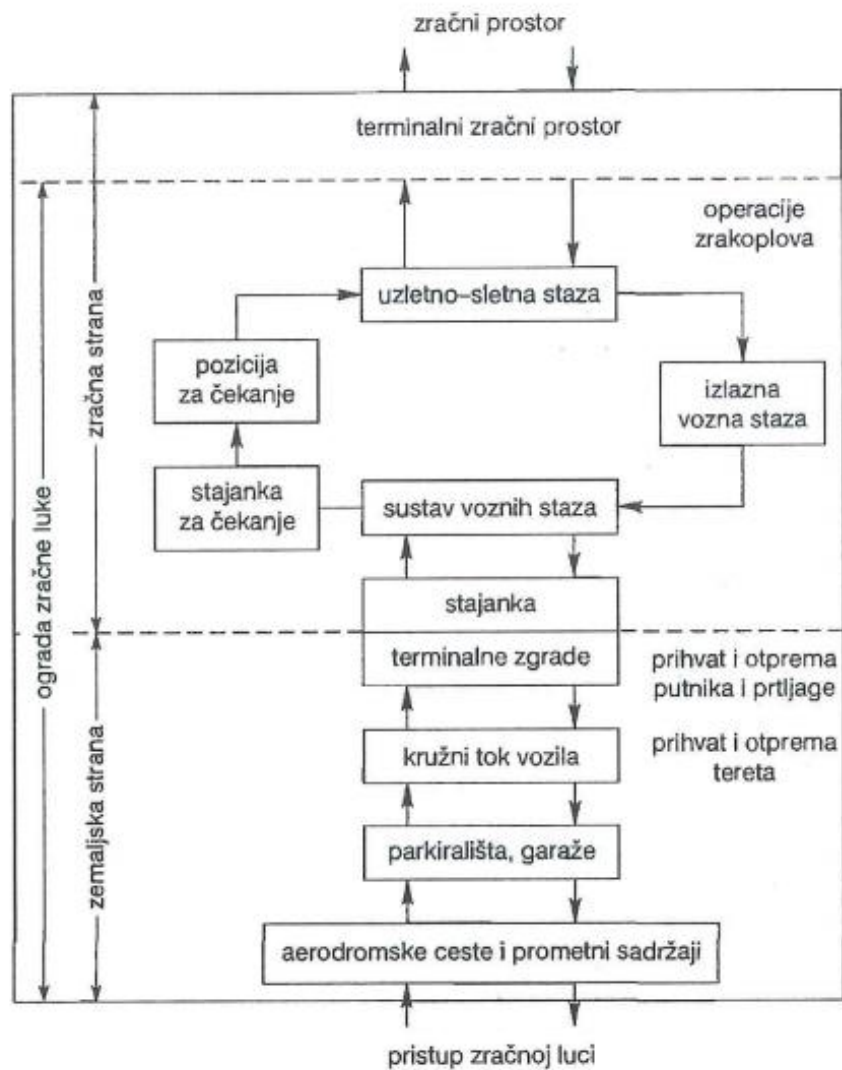 zračni prostor
terminalni zračni prostor
operacije
zrakoplova
uzletno–sletna staza
pozicija
za čekanje
izlazna
vozna staza
stajanka
za čekanje
sustav voznih staza
stajanka
terminalne zgrade
prihvat i otprema
putnika i prtljage
kružni tok vozila
prihvat i otprema
tereta
parkirališta, garaže
aerodromske ceste i prometni sadržaji
pristup zračnoj luci
ograda zračne luke
zračna strana
zemaljska strana